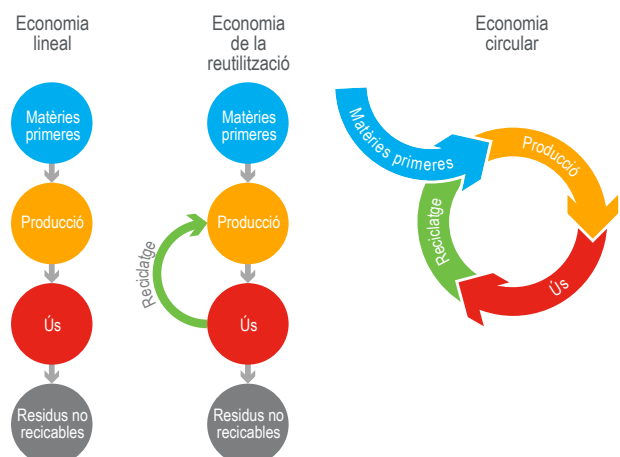 Economia
lineal
Matèries
primeres
Producció
Ús
Residus no
recicables
Economia
de la
reutilització
Matèries
primeres
Producció
Reciclatge
Ús
Residus no
recicables
Economia
circular
Matèries primeres
Producció
Ús
Reciclatge